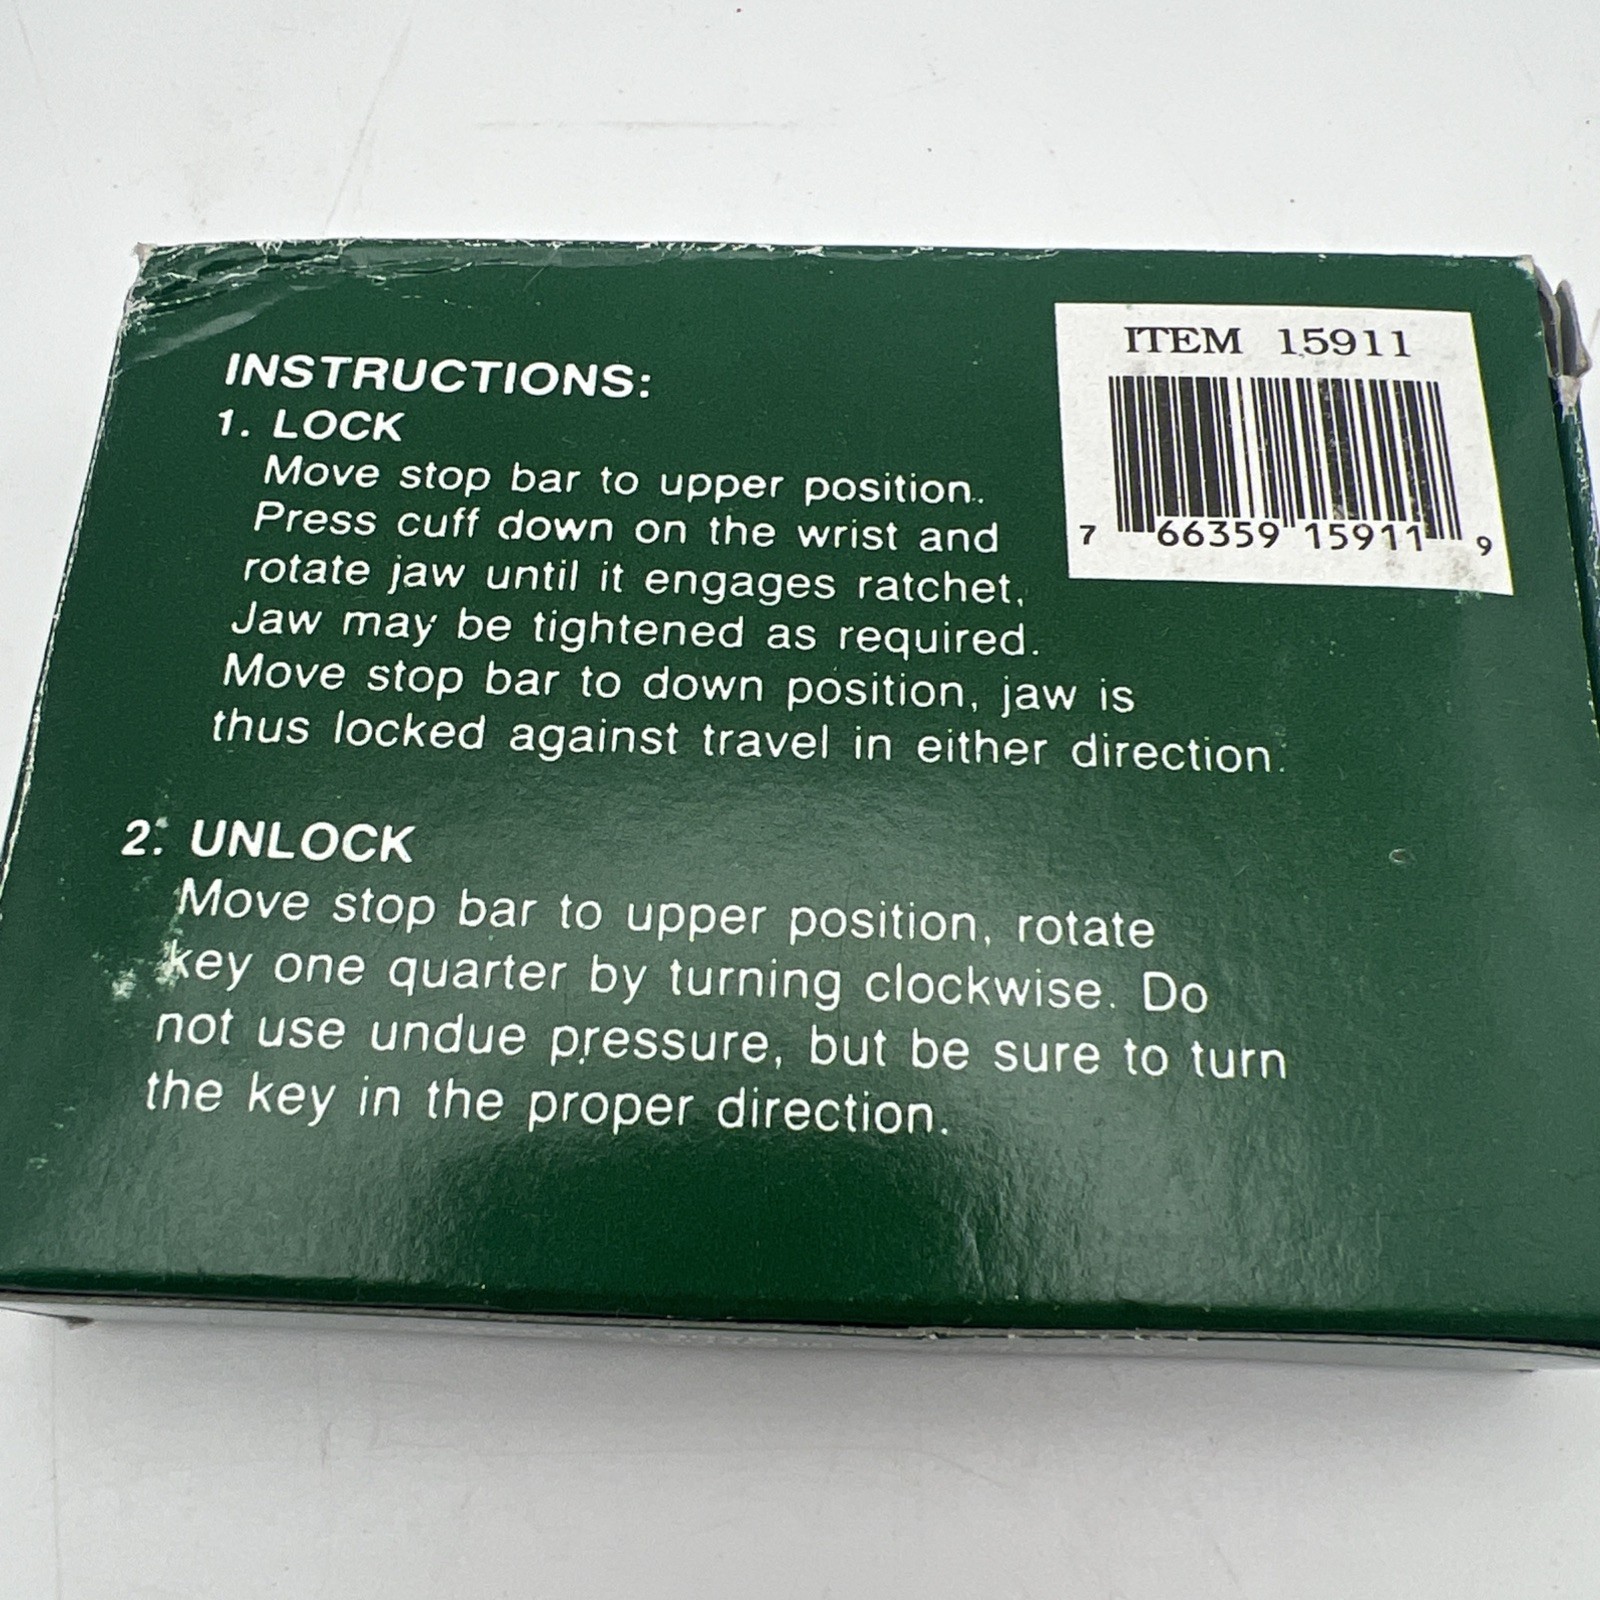 INSTRUCTIONS:
1. LOCK
Move stop bar to upper position.
Press cuff down on the wrist and
rotate jaw until it engages ratchet,
Jaw may be tightened as required.
Move stop bar to down position, jaw is
thus locked against travel in either direction.
2. UNLOCK
Move stop bar to upper position, rotate
key one quarter by turning clockwise. Do
not use undue pressure, but be sure to turn
the key in the proper direction.
ITEM 15911
7 66359 15911 9